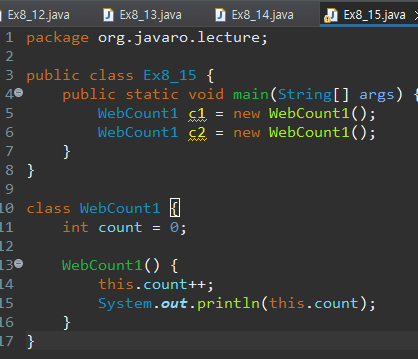 Ex8_12.java Ex8_13.java Ex8_14.java Ex8_15.java
1 package org.javaro.lecture;
2
3 public class Ex8_15 {
4 public static void main(String[] args) {
5 WebCount1 c1 = new WebCount1();
6 WebCount1 c2 = new WebCount1();
7 }
8 }
9
10 class WebCount1 {
11 int count = 0;
12
13 WebCount1() {
14 this.count++;
15 System.out.println(this.count);
16 }
17 }